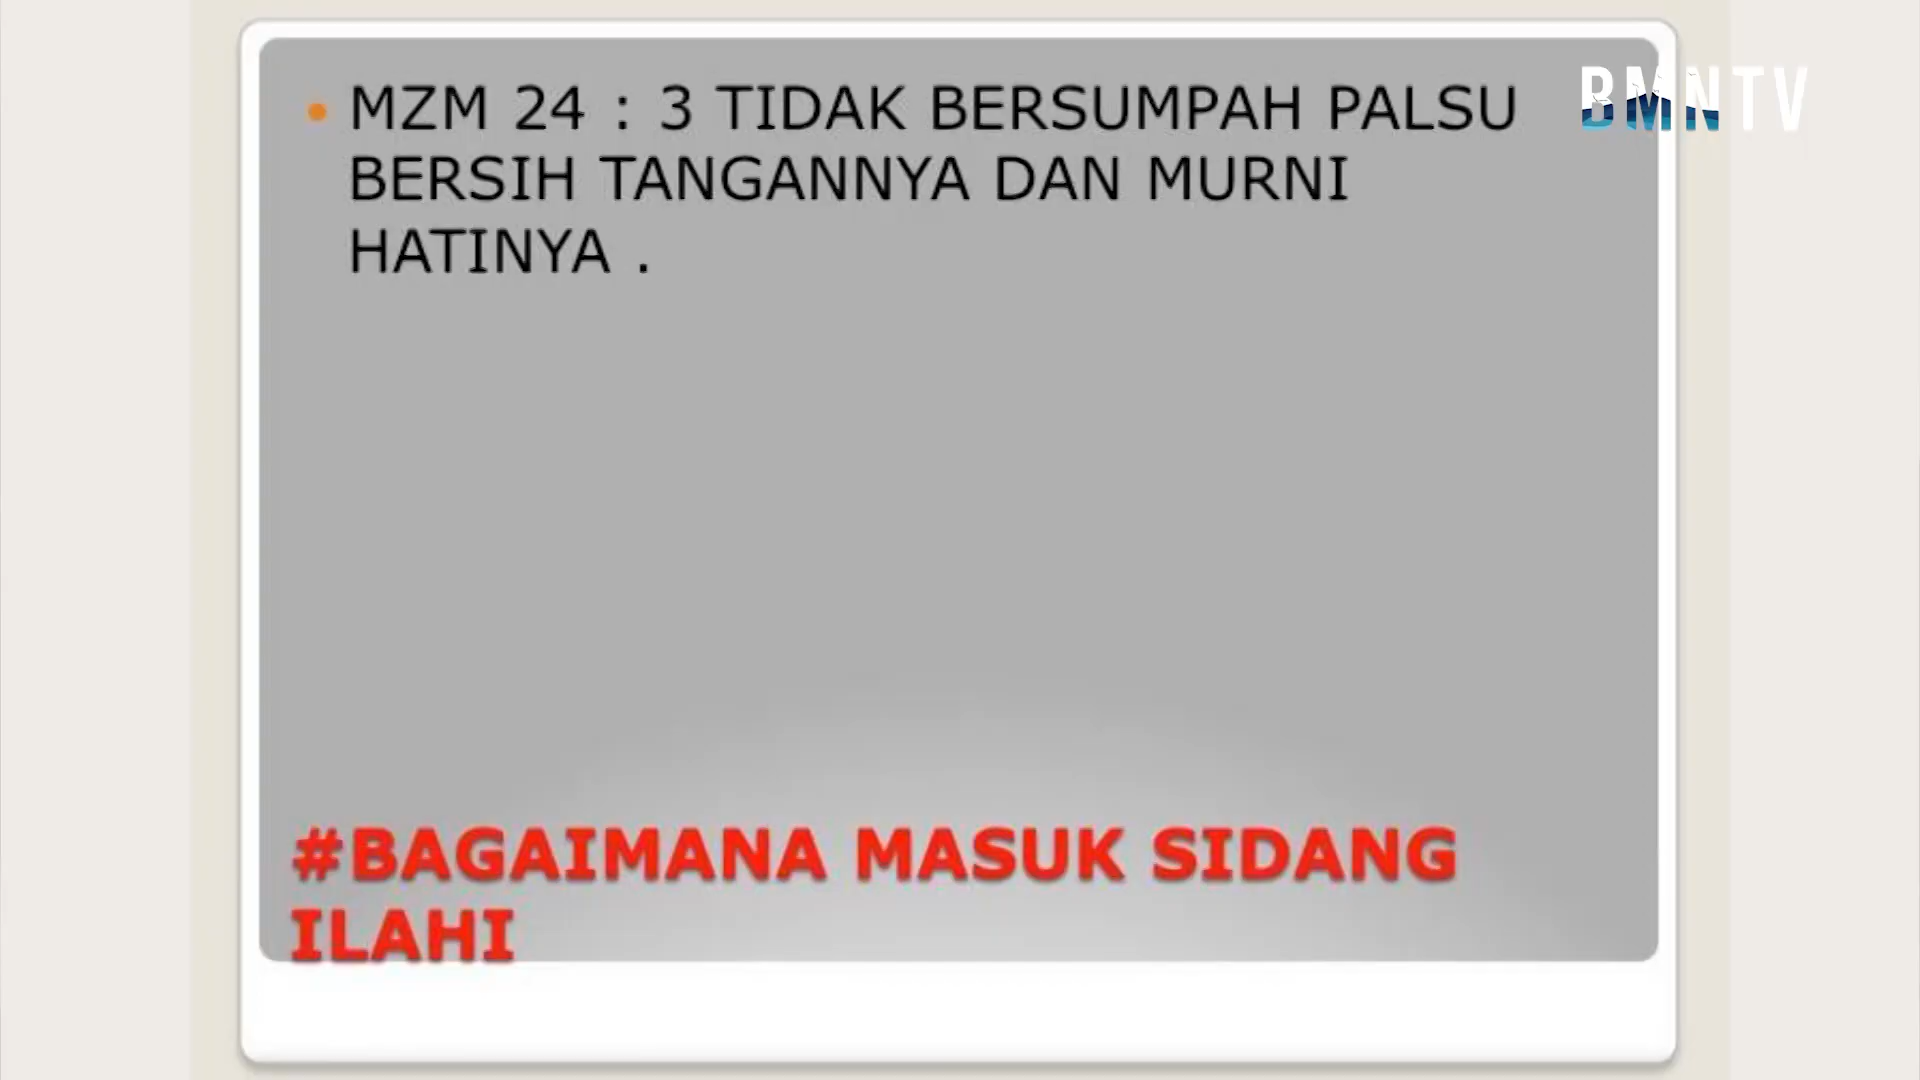 MZM 24 : 3 TIDAK BERSUMPAH PALSU
BERSIH TANGANNYA DAN MURNI
HATINYA .
BMNTV
#BAGAIMANA MASUK SIDANG
ILAHI